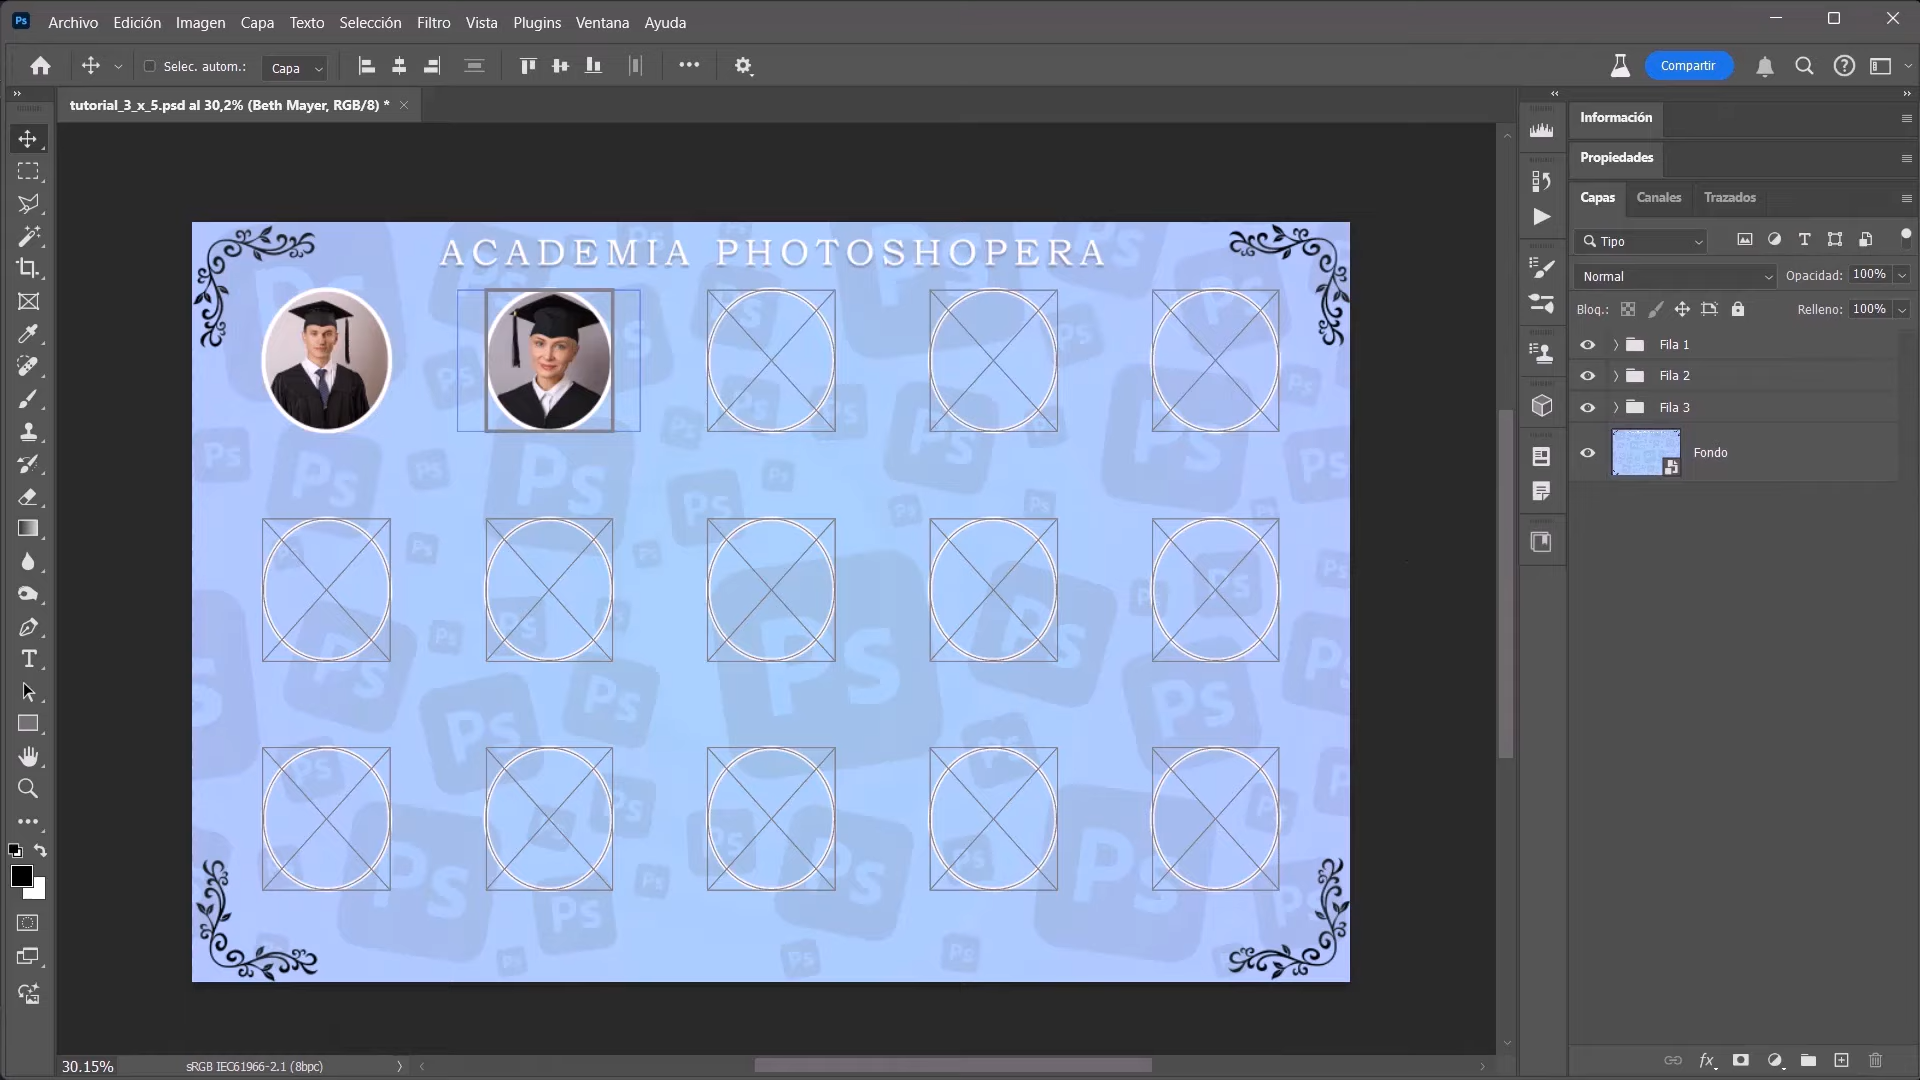 Ps Archivo Edición Imagen Capa Texto Selección Filtro Vista Plugins Ventana Ayuda
Selec. autom.: Capa Compartir
tutorial_3_x_5.psd al 30,2% (Beth Mayer, RGB/8) *
Información
Propiedades
Capas Canales Trazados
Tipo
Normal Opacidad: 100%
Bloq.: Relleno: 100%
Fila 1
Fila 2
Fila 3
Fondo
ACADEMIA PHOTOSHOPERA
30.15% sRGB IEC61966-2.1 (8bpc)